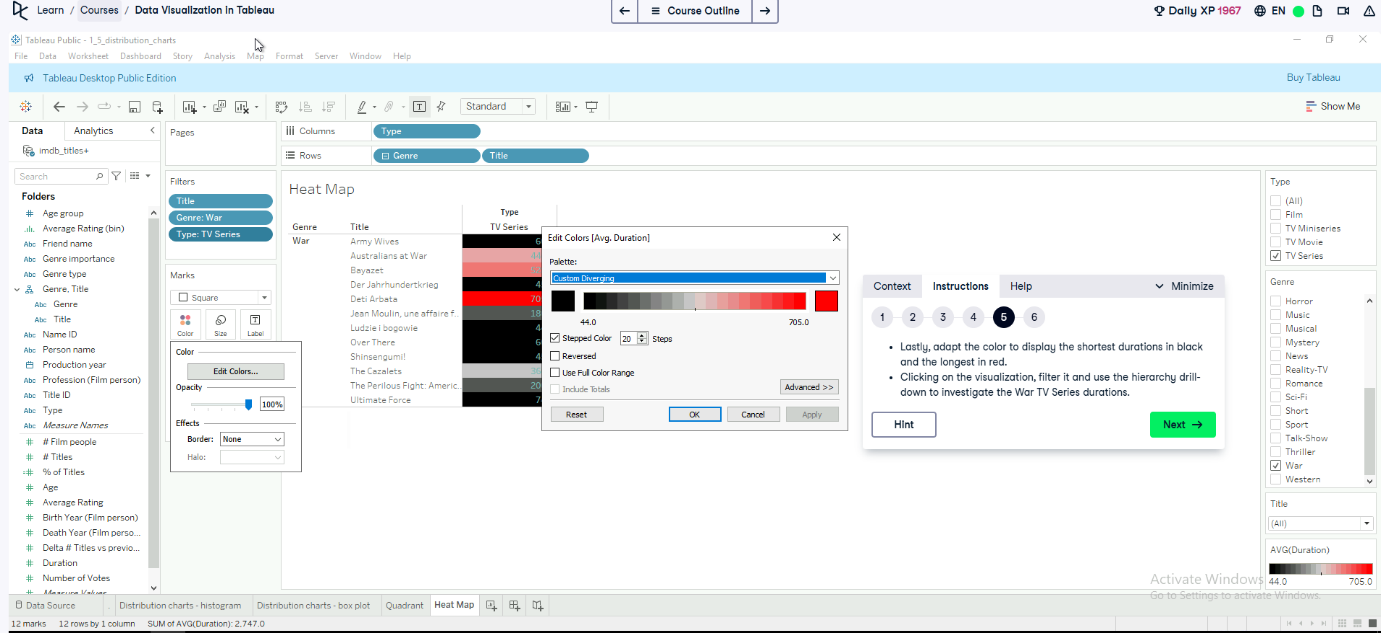 Learn / Courses / Data Visualization in Tableau
Course Outline
Daily XP 1967
EN
Tableau Public - 1_5_distribution_charts
File Data Worksheet Dashboard Story Analysis Map Format Server Window Help
Tableau Desktop Public Edition
Buy Tableau
Standard
Show Me
Data Analytics
imdb_titles+
Search
Folders
Age group
Average Rating (bin)
Abc Friend name
Abc Genre importance
Abc Genre type
Genre, Title
Abc Genre
Abc Title
Abc Name ID
Abc Person name
Production year
Abc Profession (Film person)
Abc Title ID
Abc Type
Abc Measure Names
# Film people
# Titles
% of Titles
Age
Average Rating
Birth Year (Film person)
Death Year (Film perso...
Delta # Titles vs previo...
Duration
Number of Votes
Measure Values
Pages
Filters
Title
Genre: War
Type: TV Series
Marks
Square
Color Size Label
Color
Edit Colors...
Opacity
100%
Effects
Border: None
Halo:
Columns
Type
Rows
Genre
Title
Heat Map
Type
Genre Title TV Series
War Army Wives
Australians at War
Bayazet
Der Jahrhundertkrieg
Deti Arbata
Jean Moulin, une affaire f...
Ludzie i bogowie
Over There
Shinsengumi!
The Cazalets
The Perilous Fight: Americ...
Ultimate Force
Edit Colors [Avg. Duration]
Palette:
Custom Diverging
44.0 705.0
Stepped Color 20 Steps
Reversed
Use Full Color Range
Include Totals
Advanced >>
Reset OK Cancel Apply
Context Instructions Help Minimize
1 2 3 4 5 6
• Lastly, adapt the color to display the shortest durations in black
and the longest in red.
• Clicking on the visualization, filter it and use the hierarchy drill-
down to investigate the War TV Series durations.
Hint
Next
Type
(All)
Film
TV Miniseries
TV Movie
TV Series
Genre
Horror
Music
Musical
Mystery
News
Reality-TV
Romance
Sci-Fi
Short
Sport
Talk-Show
Thriller
War
Western
Title
(All)
AVG(Duration)
44.0 705.0
Activate Windows
Go to Settings to activate Windows.
Data Source
Distribution charts - histogram
Distribution charts - box plot
Quadrant
Heat Map
12 marks 12 rows by 1 column SUM of AVG(Duration): 2,747.0